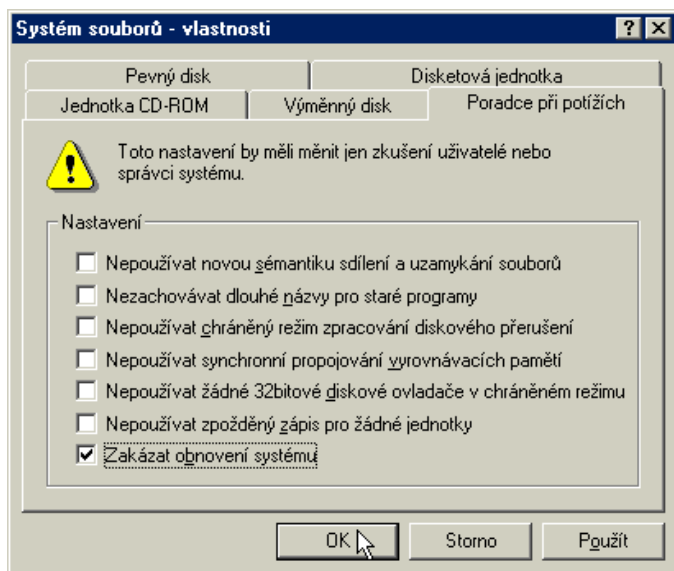 Systém souborů - vlastnosti
Pevný disk
Disketová jednotka
Jednotka CD-ROM
Výměnný disk
Poradce při potížích
Toto nastavení by měli měnit jen zkušení uživatelé nebo
správci systému.
Nastavení
Nepoužívat novou sémantiku sdílení a uzamykání souborů
Nezachovávat dlouhé názvy pro staré programy
Nepoužívat chráněný režim zpracování diskového přerušení
Nepoužívat synchronní propojování vyrovnávacích pamětí
Nepoužívat žádné 32bitové diskové ovladače v chráněném režimu
Nepoužívat zpožděný zápis pro žádné jednotky
Zakázat obnovení systému
OK
Storno
Použít